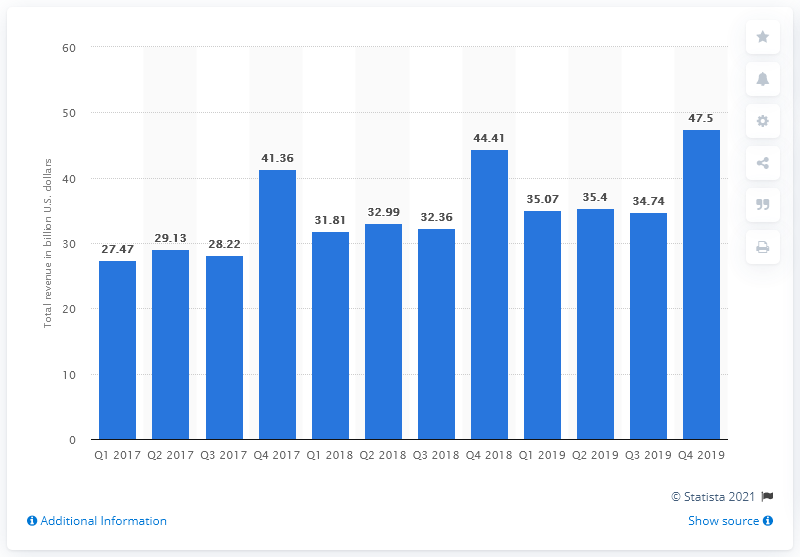 60
50
40
30
20
10
0
Total revenue in billion U.S. dollars
27.47
29.13
28.22
41.36
31.81
32.99
32.36
44.41
35.07
35.4
34.74
47.5
Q1 2017
Q2 2017
Q3 2017
Q4 2017
Q1 2018
Q2 2018
Q3 2018
Q4 2018
Q1 2019
Q2 2019
Q3 2019
Q4 2019
© Statista 2021
Additional Information
Show source